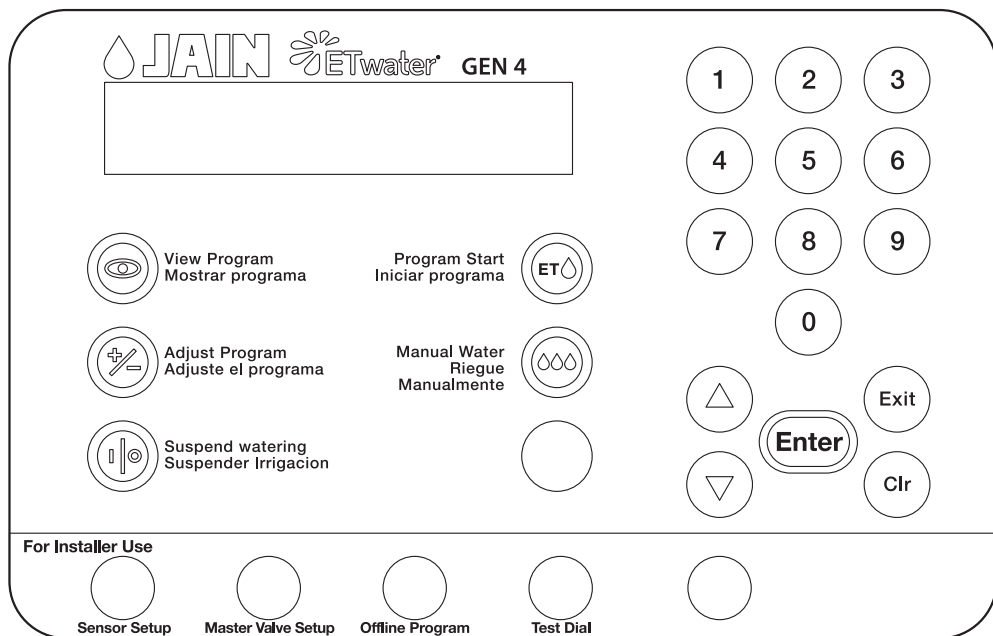 JAIN ETwater GEN 4
1 2 3
4 5 6
7 8 9
0
View Program
Mostrar programa
Program Start
Iniciar programa
ET
Adjust Program
Adjuste el programa
Manual Water
Riegue
Manualmente
Suspend watering
Suspender Irrigacion
Exit
Enter
Clr
For Installer Use
Sensor Setup
Master Valve Setup
Offline Program
Test Dial